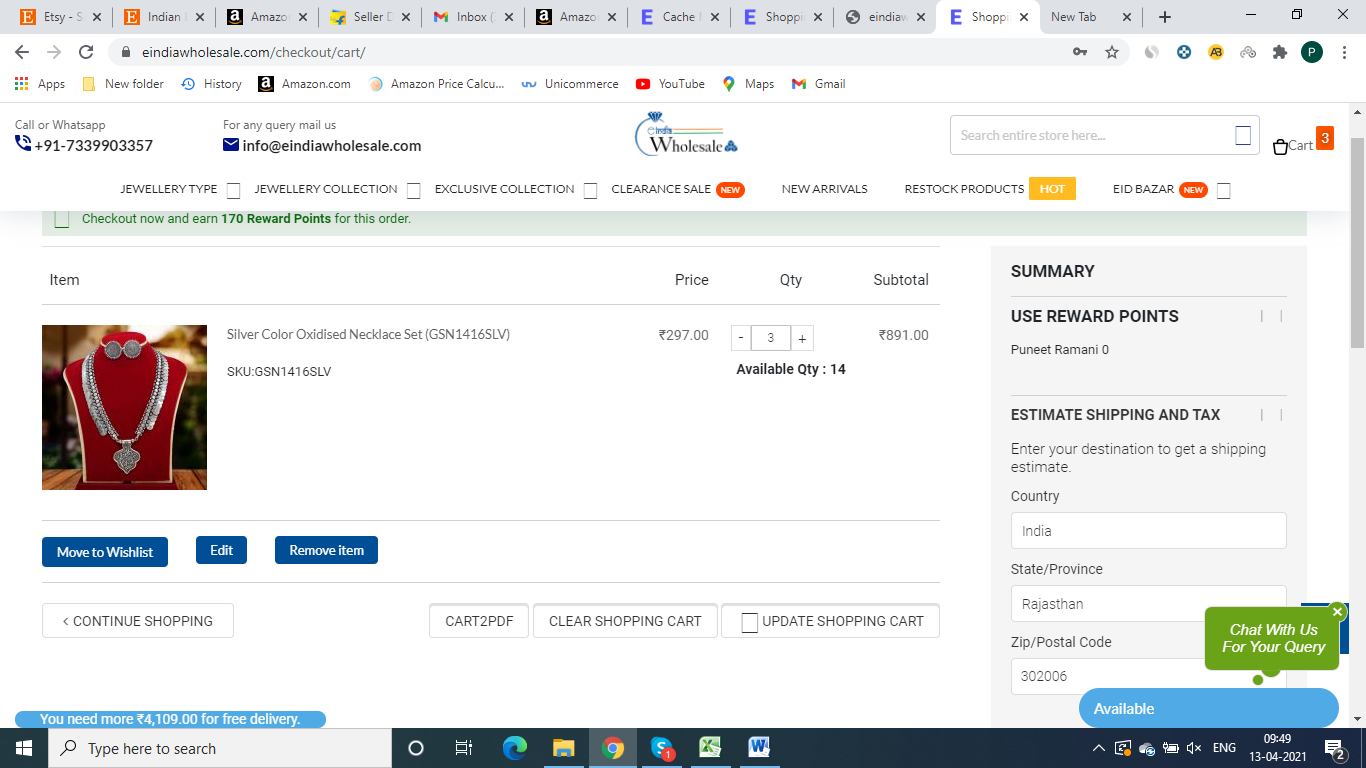 Etsy - S
Indian
Amazo
Seller D
Inbox (
Amazo
Cache
Shoppi
eindiaw
Shoppi
New Tab
eindiawholesale.com/checkout/cart/
P
Apps
New folder
History
Amazon.com
Amazon Price Calcu...
Unicommerce
YouTube
Maps
Gmail
Call or Whatsapp
+91-7339903357
For any query mail us
info@eindiawholesale.com
eIndia
Wholesale
Search entire store here...
Cart 3
JEWELLERY TYPE
JEWELLERY COLLECTION
EXCLUSIVE COLLECTION
CLEARANCE SALE NEW
NEW ARRIVALS
RESTOCK PRODUCTS HOT
EID BAZAR NEW
Checkout now and earn 170 Reward Points for this order.
Item Price Qty Subtotal
Silver Color Oxidised Necklace Set (GSN1416SLV) ₹297.00 - 3 + ₹891.00
Available Qty : 14
SKU:GSN1416SLV
Move to Wishlist
Edit
Remove item
< CONTINUE SHOPPING
CART2PDF
CLEAR SHOPPING CART
UPDATE SHOPPING CART
You need more ₹4,109.00 for free delivery.
SUMMARY
USE REWARD POINTS
Puneet Ramani 0
ESTIMATE SHIPPING AND TAX
Enter your destination to get a shipping
estimate.
Country
India
State/Province
Rajasthan
Zip/Postal Code
302006
Chat With Us
For Your Query
Available
Type here to search
1
ENG
09:49
13-04-2021
2